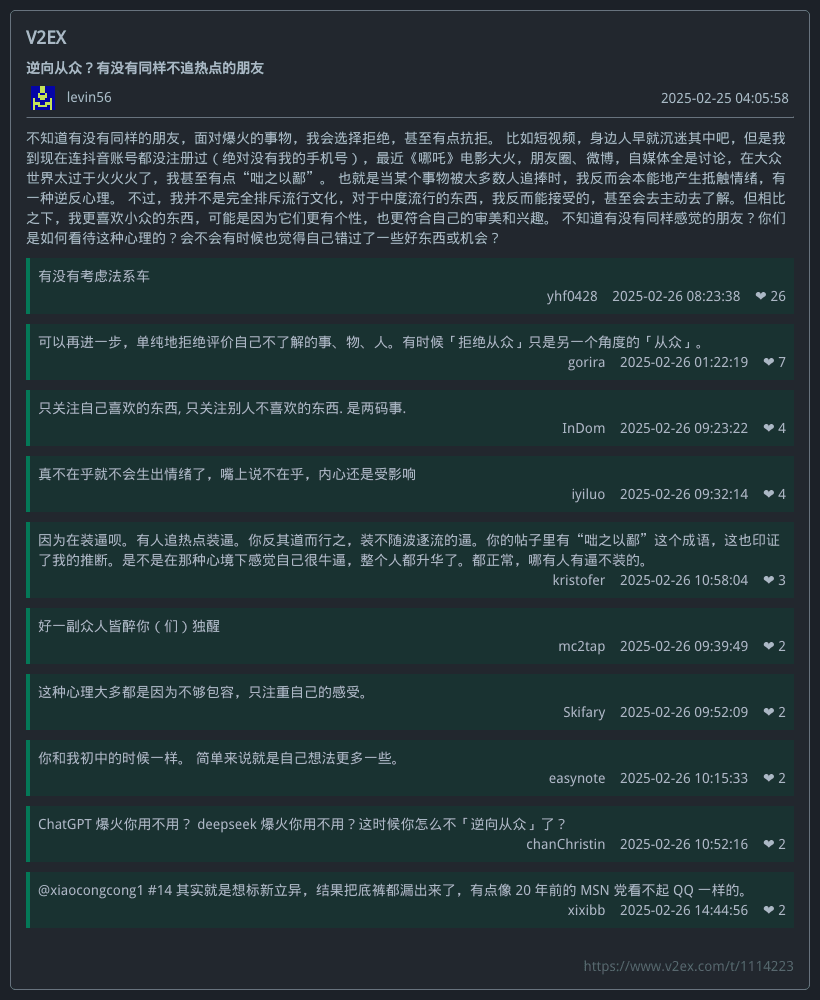 V2EX
逆向从众？有没有同样不追热点的朋友
levin56
2025-02-25 04:05:58
不知道有没有同样的朋友，面对爆火的事物，我会选择拒绝，甚至有点抗拒。 比如短视频，身边人早就沉迷其中吧，但是我
到现在连抖音账号都没注册过（绝对没有我的手机号），最近《哪吒》电影大火，朋友圈、微博，自媒体全是讨论，在大众
世界太过于火火火了，我甚至有点“咄之以鄙”。 也就是当某个事物被太多数人追捧时，我反而会本能地产生抵触情绪，有
一种逆反心理。 不过，我并不是完全排斥流行文化，对于中度流行的东西，我反而能接受的，甚至会去主动去了解。但相比
之下，我更喜欢小众的东西，可能是因为它们更有个性，也更符合自己的审美和兴趣。 不知道有没有同样感觉的朋友？你们
是如何看待这种心理的？会不会有时候也觉得自己错过了一些好东西或机会？
有没有考虑法系车
yhf0428 2025-02-26 08:23:38 ❤ 26
可以再进一步，单纯地拒绝评价自己不了解的事、物、人。有时候「拒绝从众」只是另一个角度的「从众」。
gorira 2025-02-26 01:22:19 ❤ 7
只关注自己喜欢的东西, 只关注别人不喜欢的东西. 是两码事.
InDom 2025-02-26 09:23:22 ❤ 4
真不在乎就不会生出情绪了，嘴上说不在乎，内心还是受影响
iyiluo 2025-02-26 09:32:14 ❤ 4
因为在装逼呗。有人追热点装逼。你反其道而行之，装不随波逐流的逼。你的帖子里有“咄之以鄙”这个成语，这也印证
了我的推断。是不是在那种心境下感觉自己很牛逼，整个人都升华了。都正常，哪有人有逼不装的。
kristofer 2025-02-26 10:58:04 ❤ 3
好一副众人皆醉你（们）独醒
mc2tap 2025-02-26 09:39:49 ❤ 2
这种心理大多都是因为不够包容，只注重自己的感受。
Skifary 2025-02-26 09:52:09 ❤ 2
你和我初中的时候一样。 简单来说就是自己想法更多一些。
easynote 2025-02-26 10:15:33 ❤ 2
ChatGPT 爆火你用不用？ deepseek 爆火你用不用？这时候你怎么不「逆向从众」了？
chanChristin 2025-02-26 10:52:16 ❤ 2
@xiaocongcong1 #14 其实就是想标新立异，结果把底裤都漏出来了，有点像 20 年前的 MSN 党看不起 QQ 一样的。
xixibb 2025-02-26 14:44:56 ❤ 2
https://www.v2ex.com/t/1114223